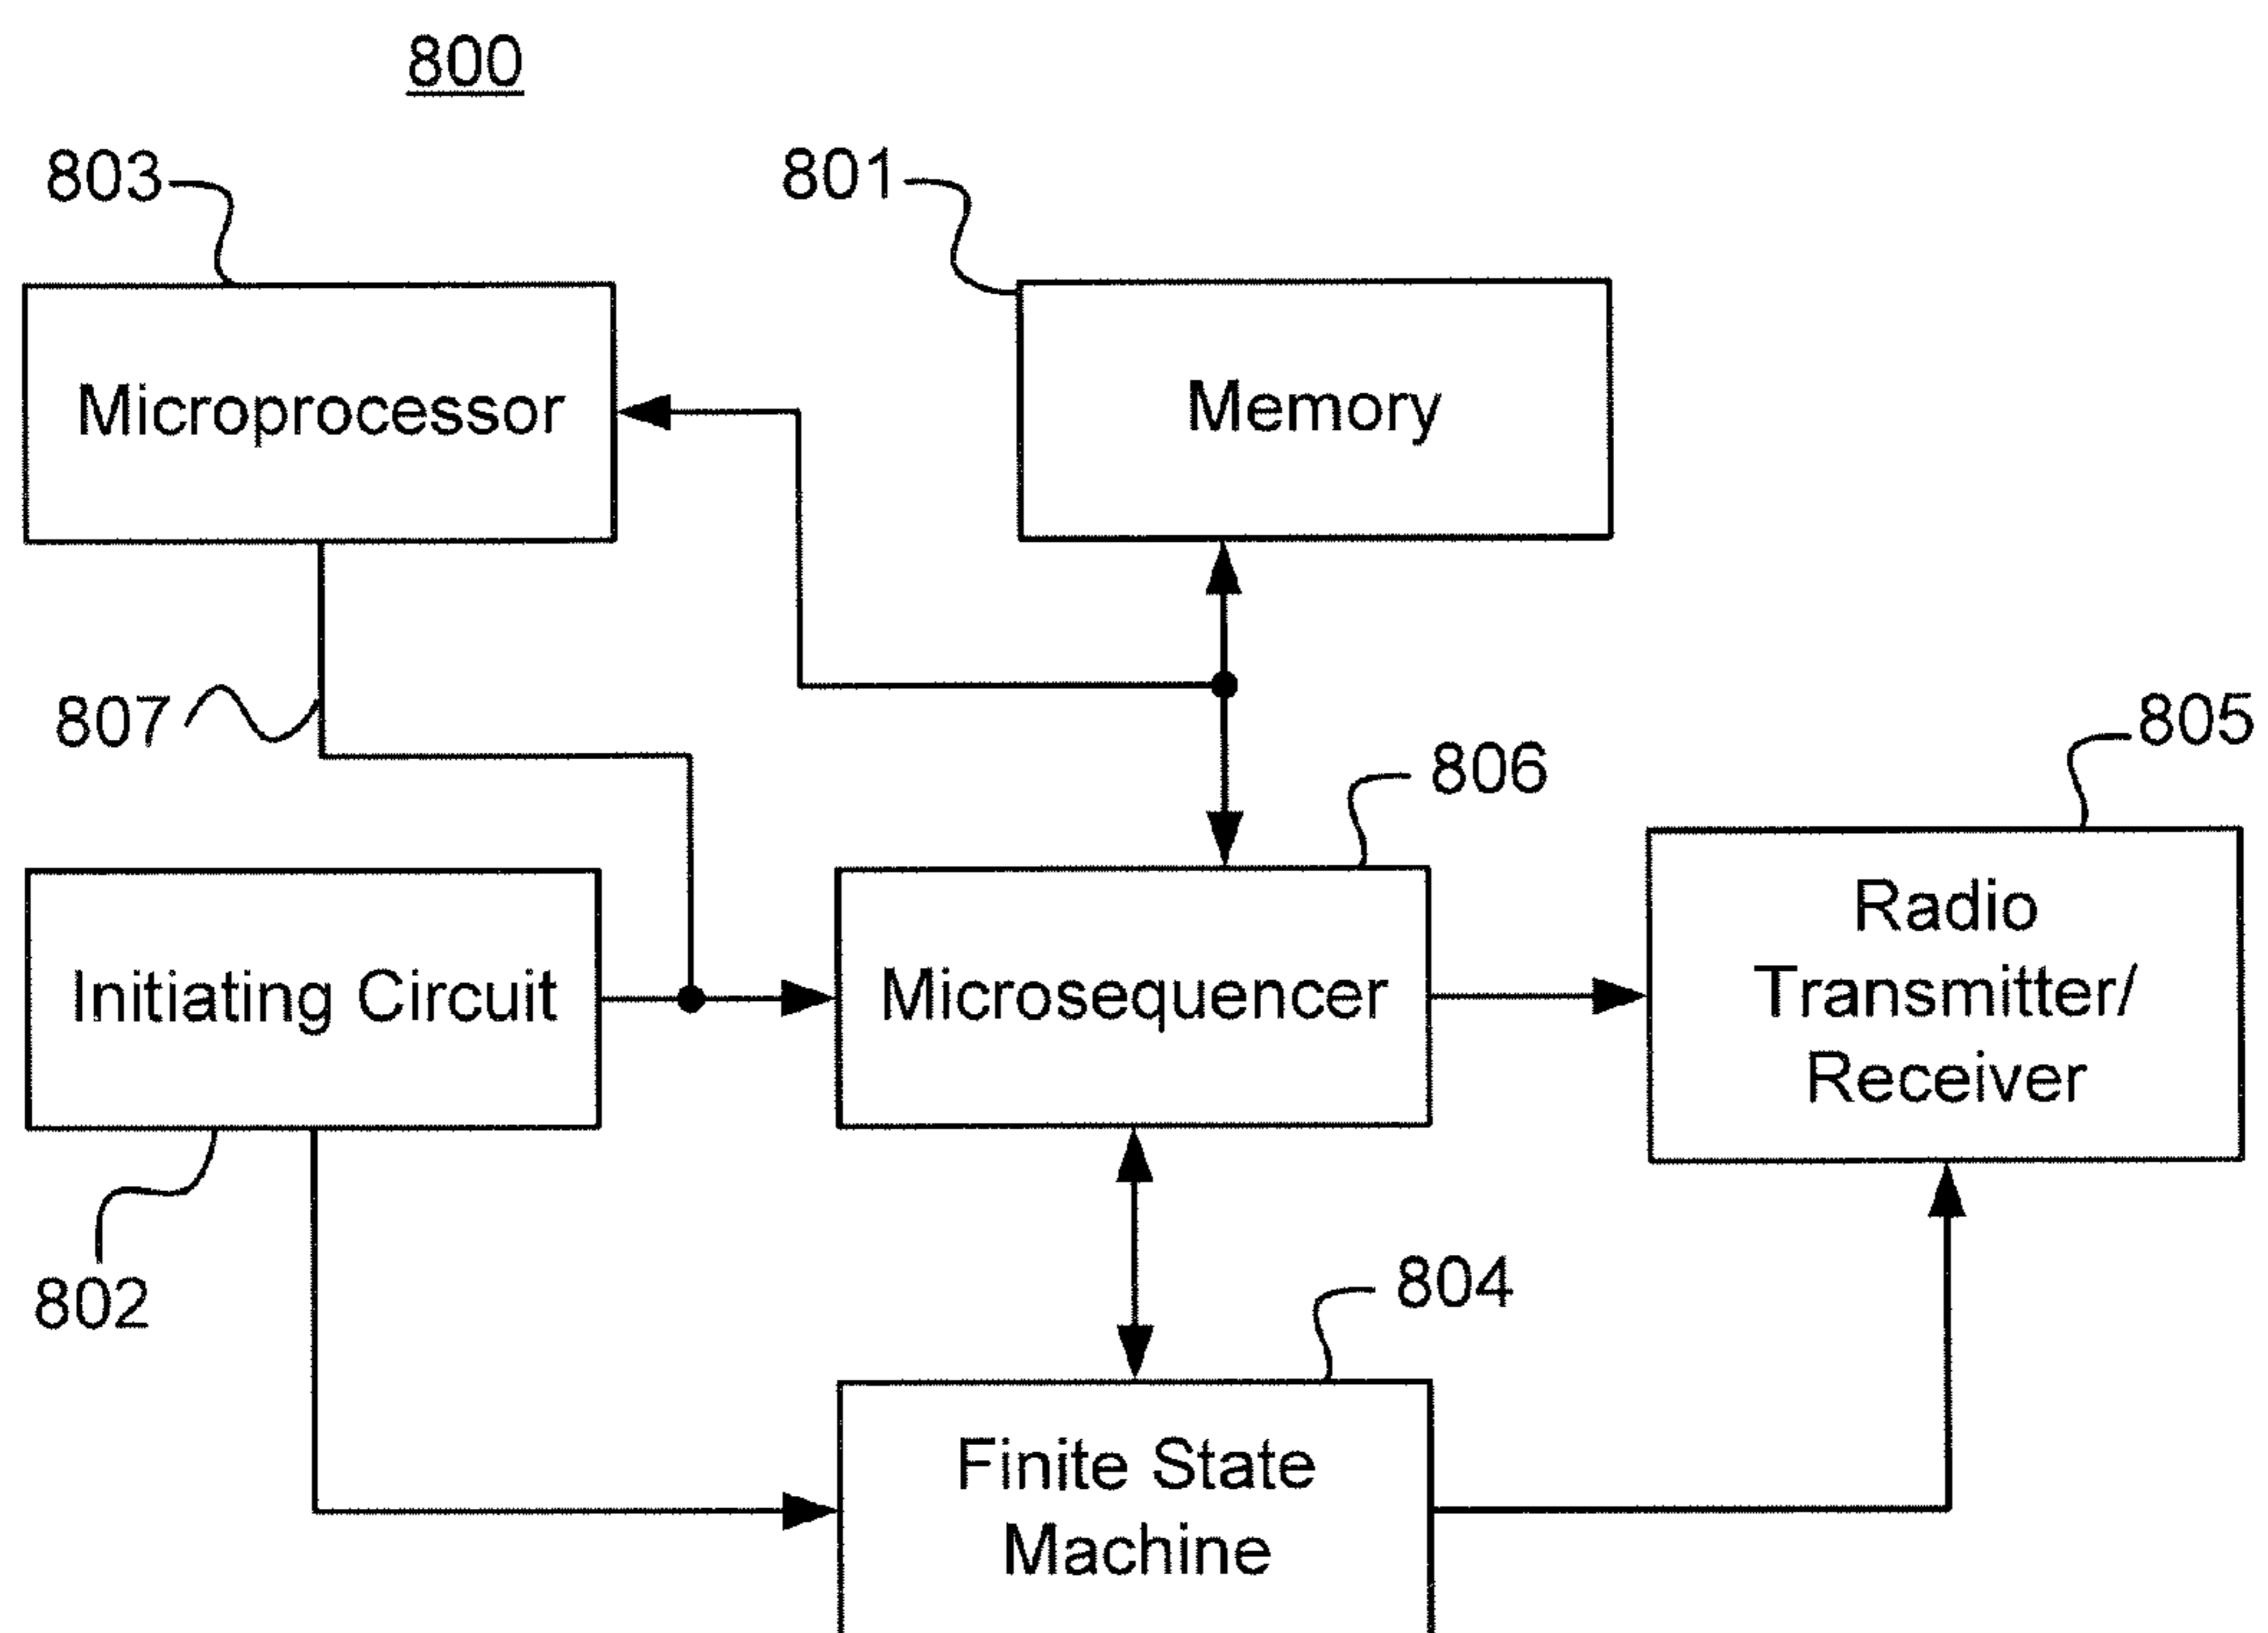 800
803
801
Microprocessor
Memory
807
805
806
Initiating Circuit
Microsequencer
Radio
Transmitter/
Receiver
802
804
Finite State
Machine